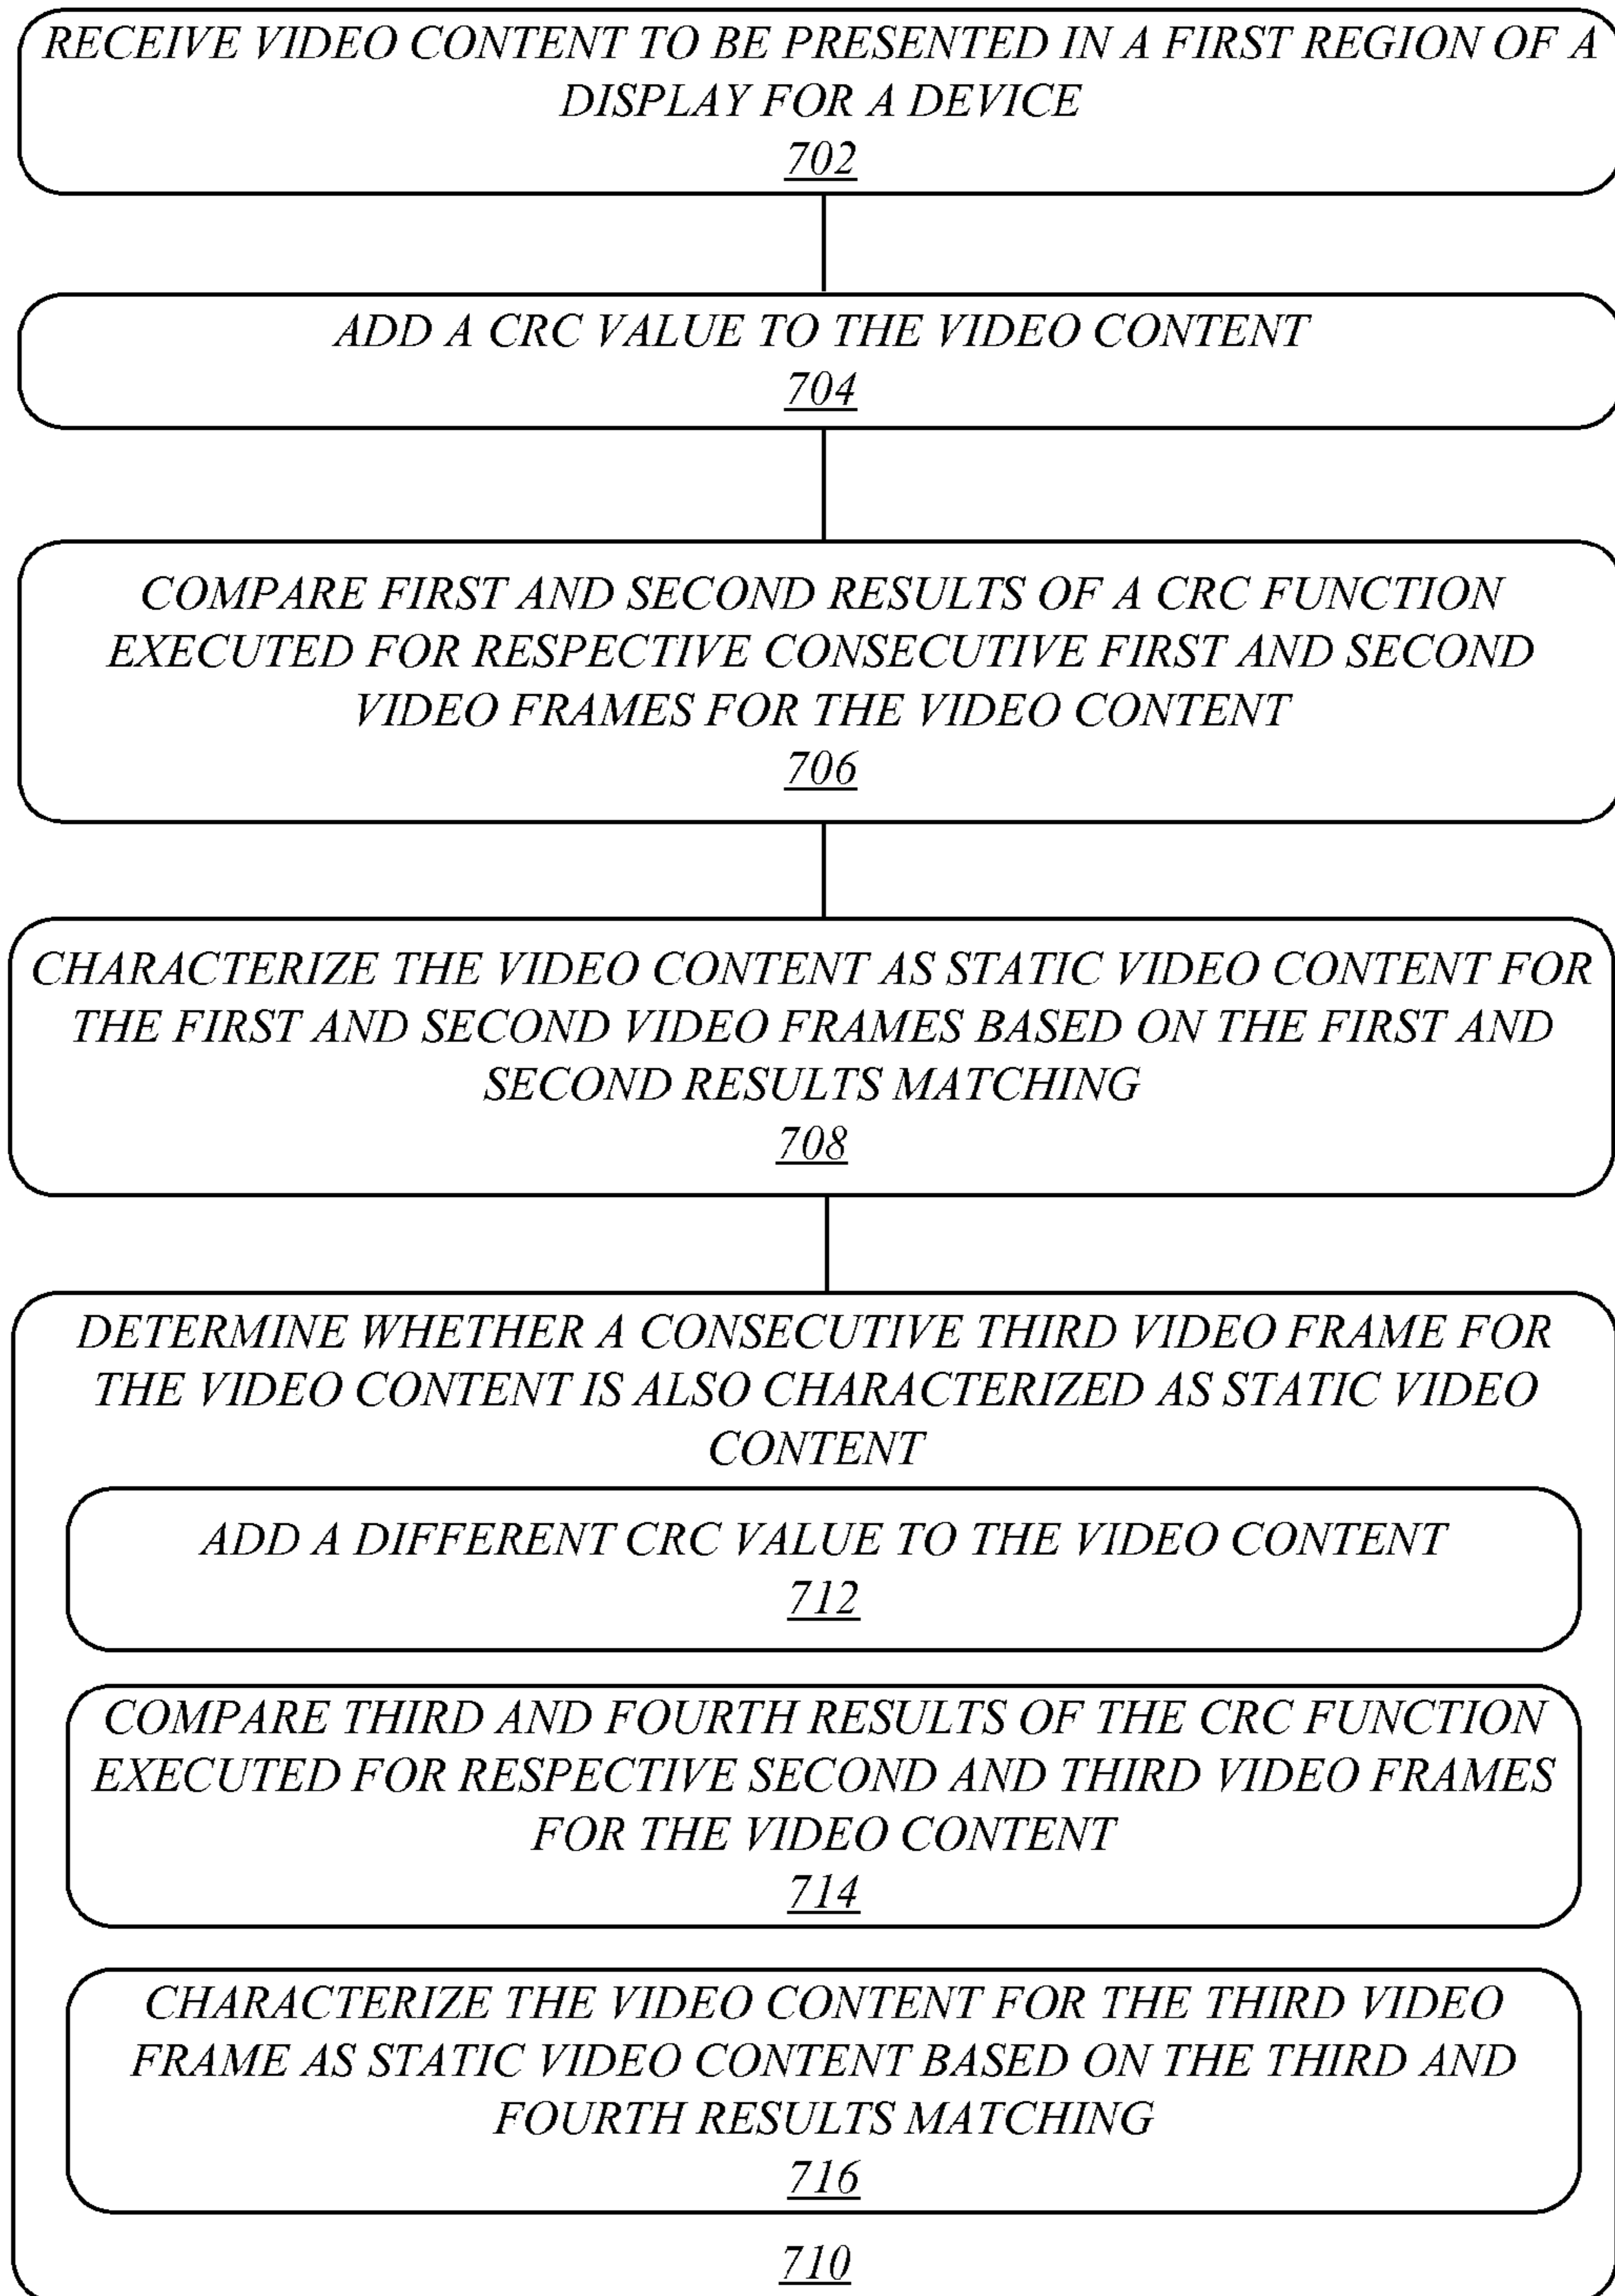 RECEIVE VIDEO CONTENT TO BE PRESENTED IN A FIRST REGION OF A
DISPLAY FOR A DEVICE
702
ADD A CRC VALUE TO THE VIDEO CONTENT
704
COMPARE FIRST AND SECOND RESULTS OF A CRC FUNCTION
EXECUTED FOR RESPECTIVE CONSECUTIVE FIRST AND SECOND
VIDEO FRAMES FOR THE VIDEO CONTENT
706
CHARACTERIZE THE VIDEO CONTENT AS STATIC VIDEO CONTENT FOR
THE FIRST AND SECOND VIDEO FRAMES BASED ON THE FIRST AND
SECOND RESULTS MATCHING
708
DETERMINE WHETHER A CONSECUTIVE THIRD VIDEO FRAME FOR
THE VIDEO CONTENT IS ALSO CHARACTERIZED AS STATIC VIDEO
CONTENT
ADD A DIFFERENT CRC VALUE TO THE VIDEO CONTENT
712
COMPARE THIRD AND FOURTH RESULTS OF THE CRC FUNCTION
EXECUTED FOR RESPECTIVE SECOND AND THIRD VIDEO FRAMES
FOR THE VIDEO CONTENT
714
CHARACTERIZE THE VIDEO CONTENT FOR THE THIRD VIDEO
FRAME AS STATIC VIDEO CONTENT BASED ON THE THIRD AND
FOURTH RESULTS MATCHING
716
710